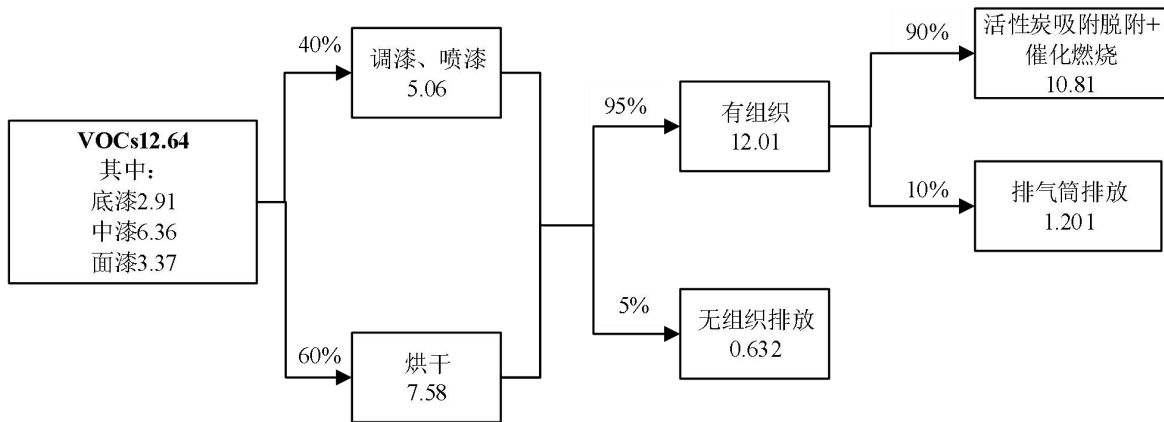 VOCs12.64
其中：
底漆2.91
中漆6.36
面漆3.37
40%
调漆、喷漆
5.06
60%
烘干
7.58
95%
有组织
12.01
5%
无组织排放
0.632
90%
活性炭吸附脱附+
催化燃烧
10.81
10%
排气筒排放
1.201